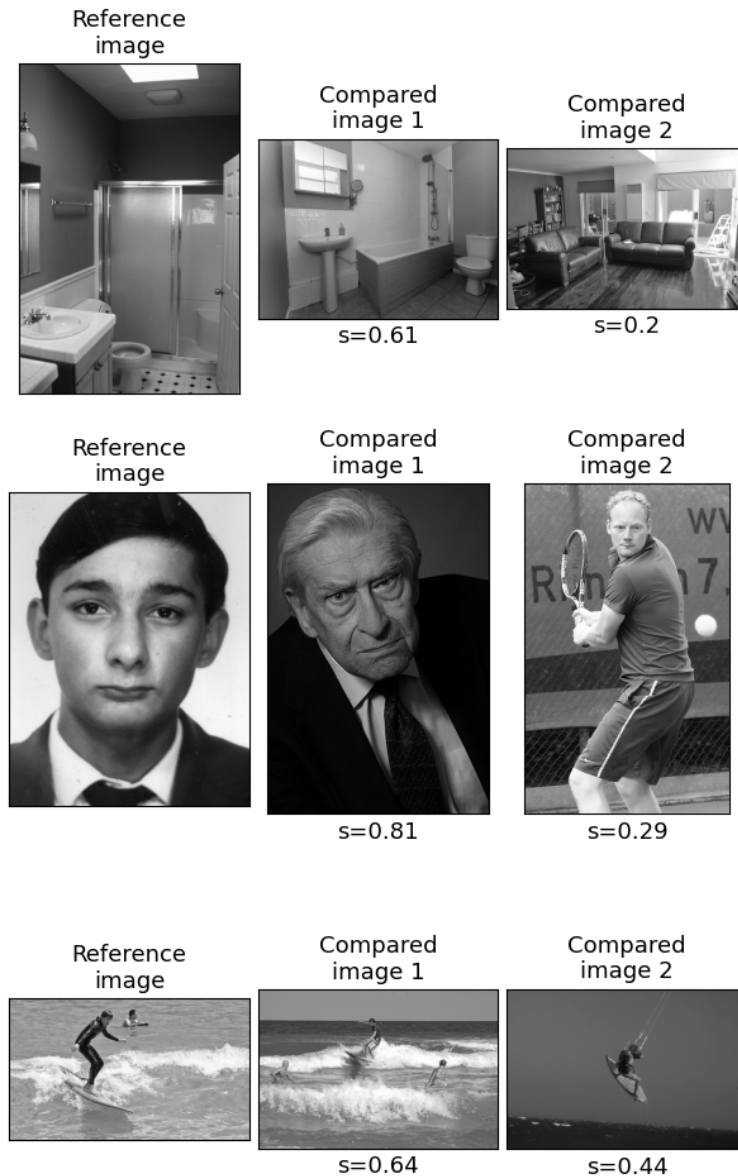 Reference
image
Compared
image 1
Compared
image 2
s=0.61
s=0.2
Reference
image
Compared
image 1
Compared
image 2
s=0.81
s=0.29
Reference
image
Compared
image 1
Compared
image 2
s=0.64
s=0.44